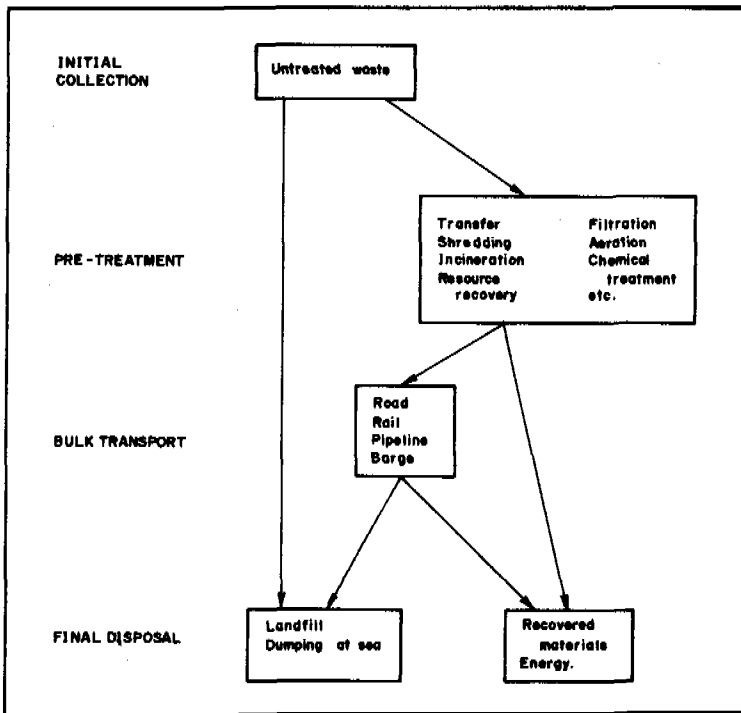 INITIAL
COLLECTION
Untreated waste
PRE-TREATMENT
Transfer
Shredding
Incineration
Resource
recovery
Filtration
Aeration
Chemical
treatment
etc.
BULK TRANSPORT
Road
Rail
Pipeline
Barge
FINAL DISPOSAL
Landfill
Dumping at sea
Recovered
materials
Energy.